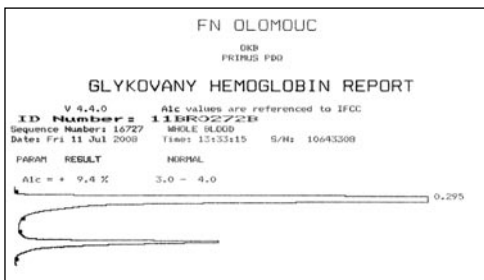 FN OLOMOUC
OKB
PRIMUS PDQ
GLYKOVANY HEMOGLOBIN REPORT
V 4.4.0 A1c values are referenced to IFCC
ID Number: 11BRO272B
Sequence Number: 16727 WHOLE BLOOD
Date: Fri 11 Jul 2008 Time: 13:33:15 S/N: 10643308
PARAM RESULT NORMAL
A1c = + 9.4 % 3.0 - 4.0
0.295